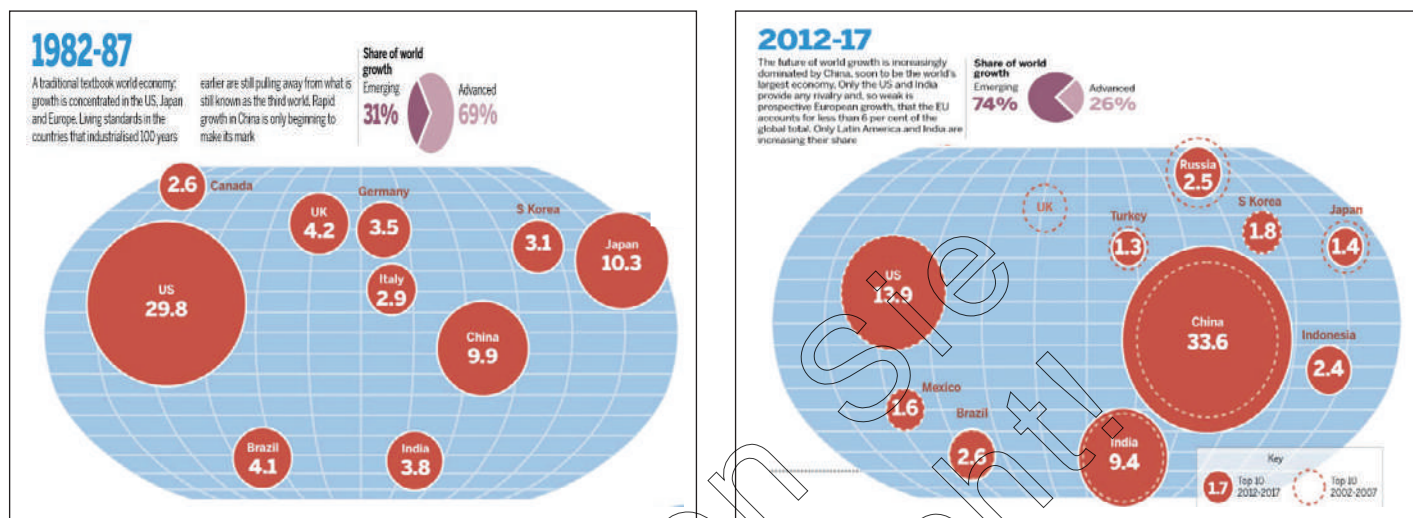 1982-87
A traditional textbook world economy:
growth is concentrated in the US, Japan
and Europe. Living standards in the
countries that industrialised 100 years
earlier are still pulling away from what is
still known as the third world. Rapid
growth in China is only beginning to
make its mark
Share of world
growth
Emerging
31%
Advanced
69%
2.6 Canada
UK
4.2
Germany
3.5
S Korea
3.1
Japan
10.3
US
29.8
Italy
2.9
China
9.9
Brazil
4.1
India
3.8
2012-17
The future of world growth is increasingly
dominated by China, soon to be the world's
largest economy. Only the US and India
provide any rivalry and, so weak is
prospective European growth, that the EU
accounts for less than 6 per cent of the
global total. Only Latin America and India are
increasing their share
Share of world
growth
Emerging
74%
Advanced
26%
Russia
2.5
UK
Turkey
1.3
S Korea
1.8
Japan
1.4
US
13.9
China
33.6
Indonesia
2.4
Mexico
1.6
Brazil
2.6
India
9.4
Key
1.7
Top 10
2012-2017
Top 10
2002-2007